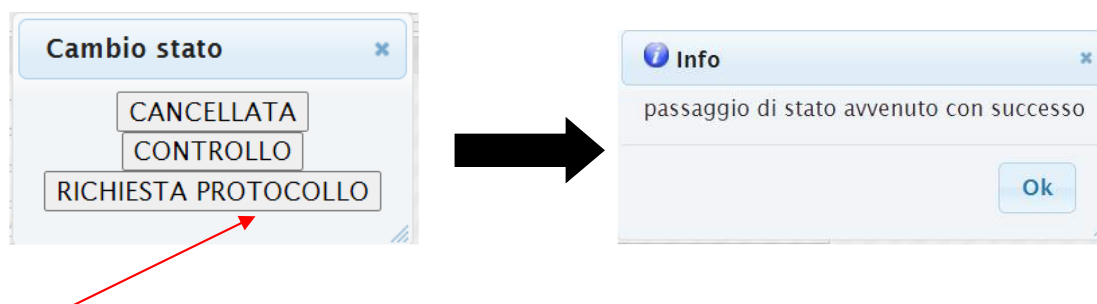 Cambio stato
CANCELLATA
CONTROLLO
RICHIESTA PROTOCOLLO
Info
passaggio di stato avvenuto con successo
Ok